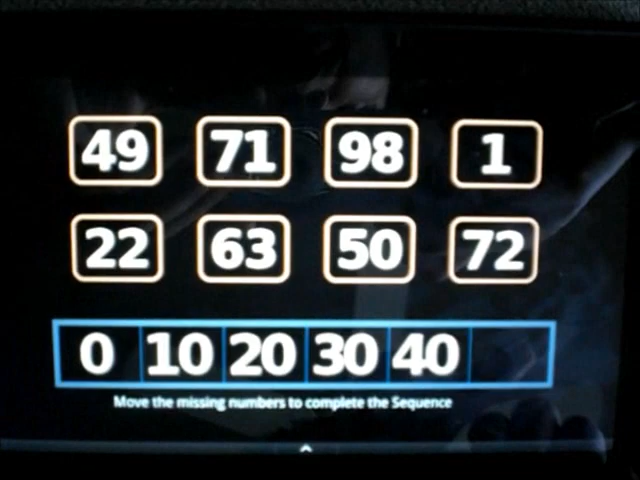 49 71 98 1
22 63 50 72
0 10 20 30 40
Move the missing numbers to complete the Sequence